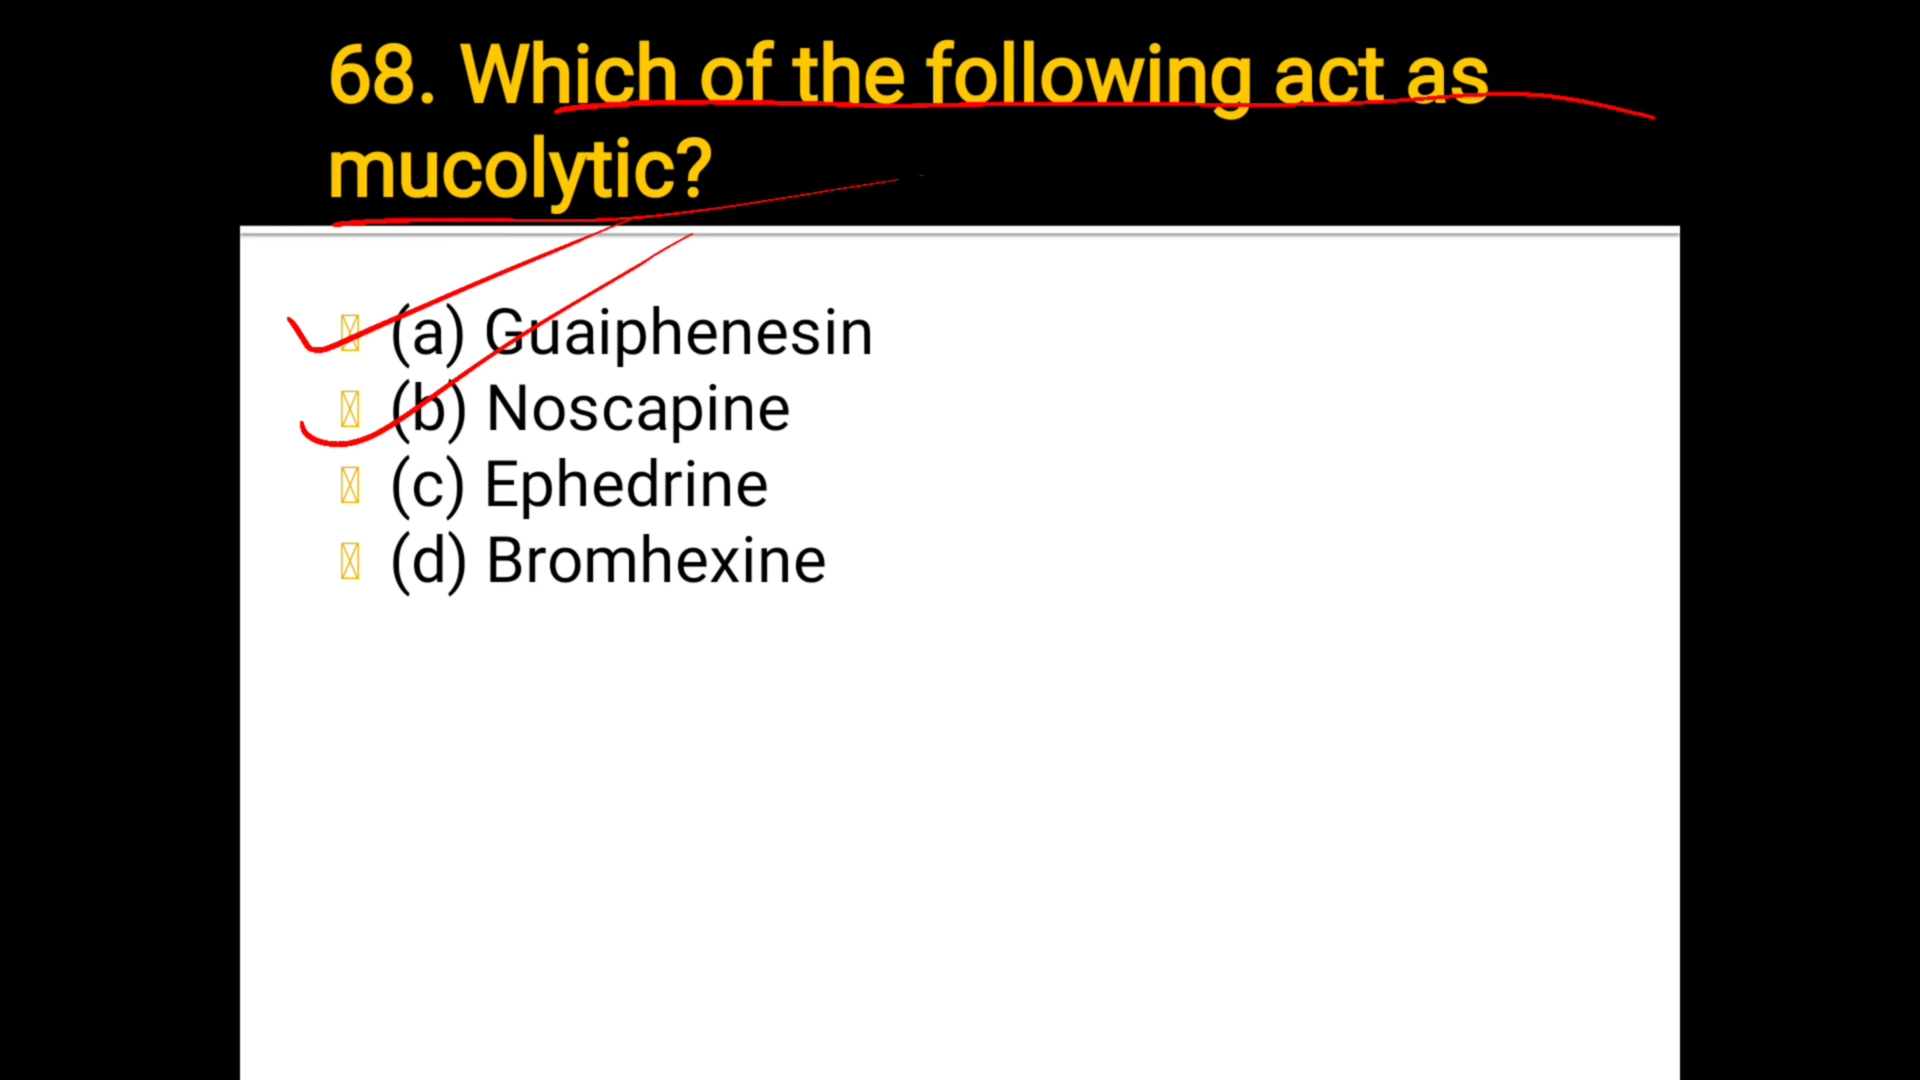 68. Which of the following act as
mucolytic?
(a) Guaiphenesin
(b) Noscapine
(c) Ephedrine
(d) Bromhexine